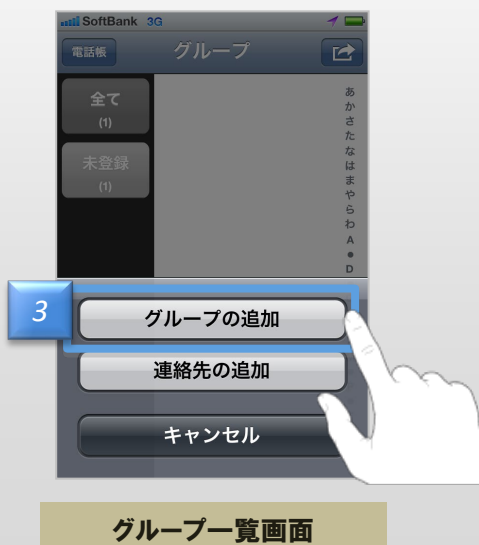 SoftBank 3G
電話帳
グループ
全て
(1)
未登録
(1)
あ
か
さ
た
な
は
ま
や
ら
わ
A
●
D
3
グループの追加
連絡先の追加
キャンセル
グループ一覧画面